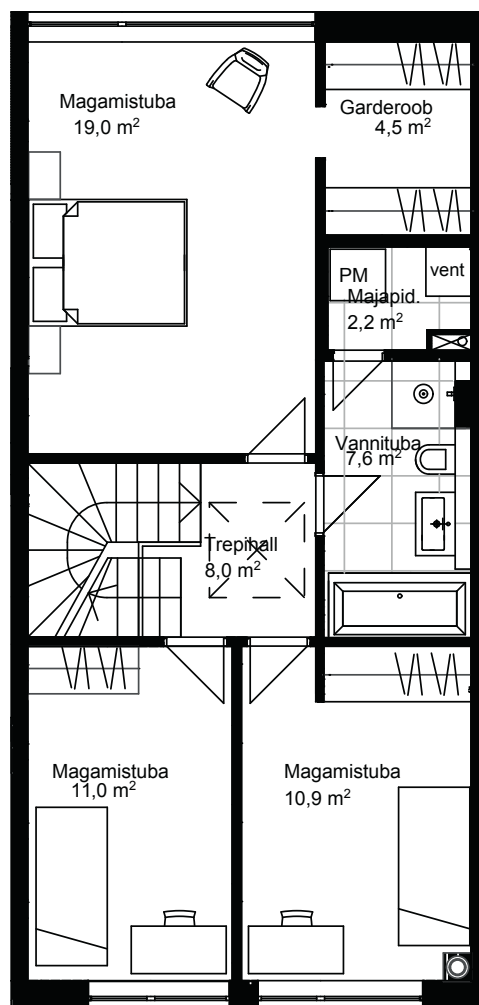 Magamistuba
19,0 m²
Garderoob
4,5 m²
PM
vent
Majapid.
2,2 m²
Vannituba
7,6 m²
Trepihall
8,0 m²
Magamistuba
11,0 m²
Magamistuba
10,9 m²